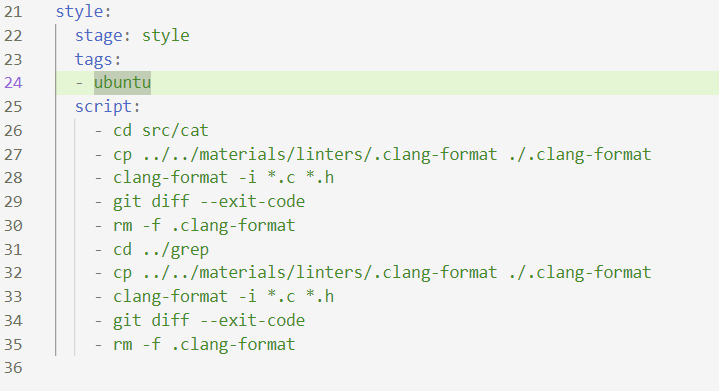 21 style:
22 stage: style
23 tags:
24 - ubuntu
25 script:
26 - cd src/cat
27 - cp ../../materials/linters/.clang-format ./.clang-format
28 - clang-format -i *.c *.h
29 - git diff --exit-code
30 - rm -f .clang-format
31 - cd ../grep
32 - cp ../../materials/linters/.clang-format ./.clang-format
33 - clang-format -i *.c *.h
34 - git diff --exit-code
35 - rm -f .clang-format
36